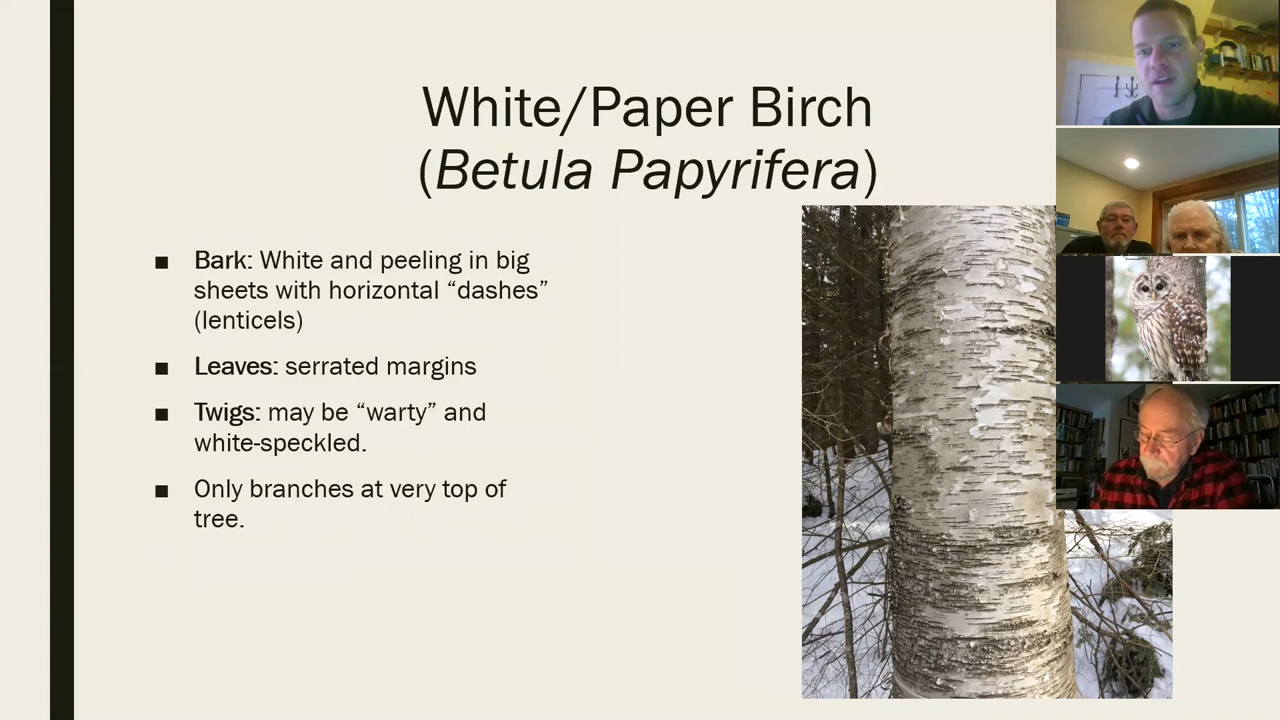 White/Paper Birch
(Betula Papyrifera)
■ Bark: White and peeling in big
sheets with horizontal “dashes”
(lenticels)
■ Leaves: serrated margins
■ Twigs: may be “warty” and
white-speckled.
■ Only branches at very top of
tree.